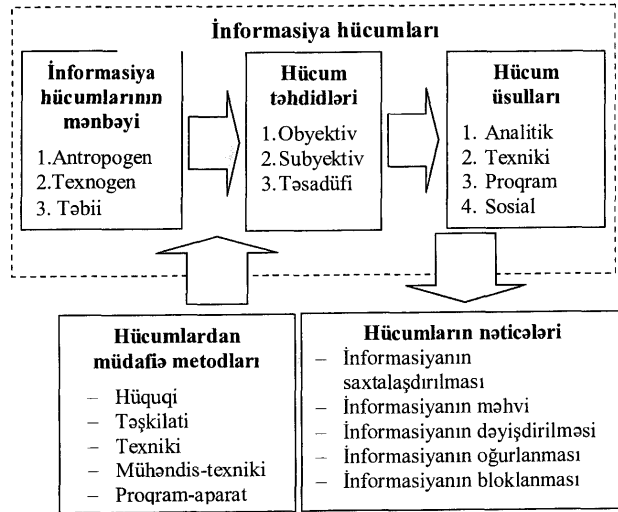 İnformasiya hücumları
İnformasiya
hücumlarının
mənbəyi
1.Antropogen
2.Texnogen
3. Təbii
Hücum
təhdidləri
1.Obyektiv
2.Subyektiv
3.Təsadüfi
Hücum
üsulları
1. Analitik
2. Texniki
3. Proqram
4. Sosial
Hücumlardan
müdafiə metodları
– Hüquqi
– Təşkilati
– Texniki
– Mühəndis-texniki
– Proqram-aparat
Hücumların nəticələri
– İnformasiyanın
saxtalaşdırılması
– İnformasiyanın məhvi
– İnformasiyanın dəyişdirilməsi
– İnformasiyanın oğurlanması
– İnformasiyanın bloklanması